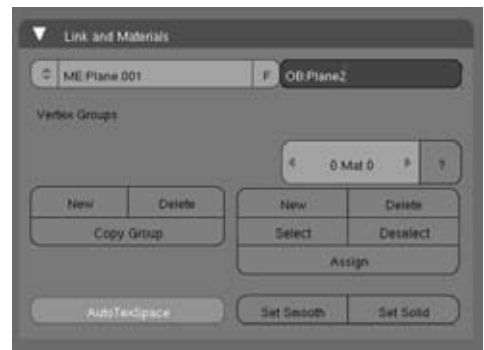 Link and Materials
ME:Plane.001 F OB:Plane2
Vertex Groups
0 Mat 0 ?
New Delete New Delete
Copy Group Select Deselect
Assign
AutoTexSpace Set Smooth Set Solid